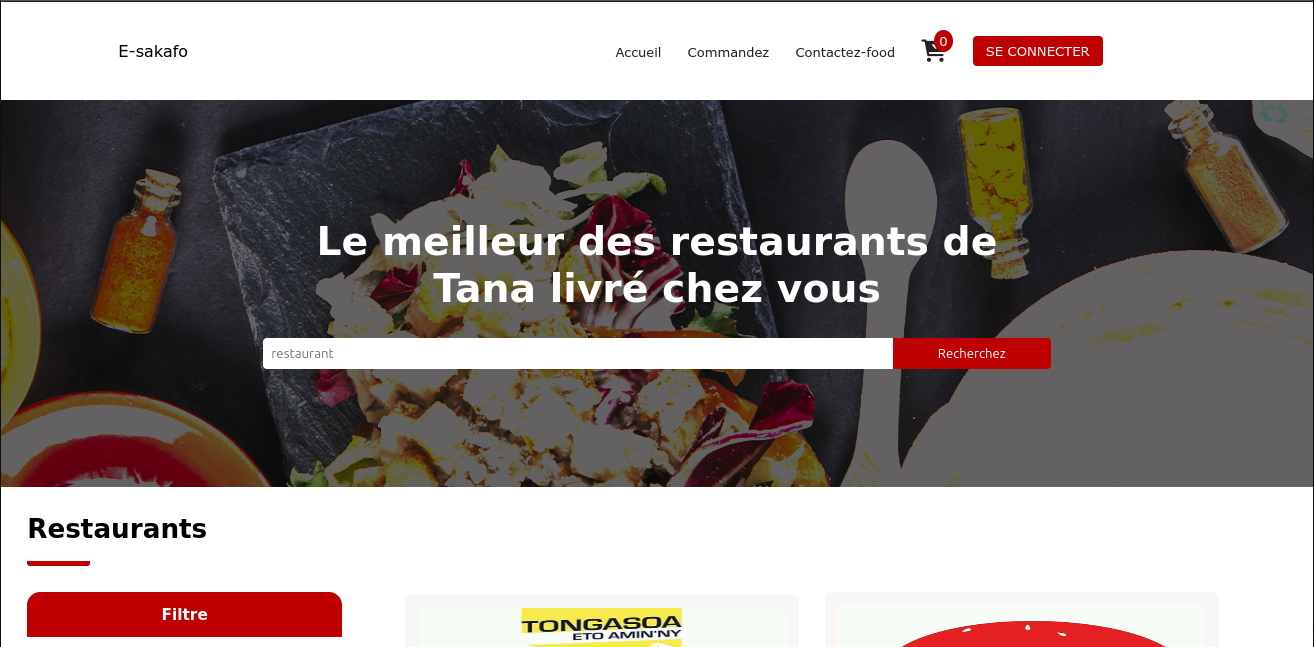 E-sakafo
Accueil
Commandez
Contactez-food
0
SE CONNECTER
Le meilleur des restaurants de
Tana livré chez vous
restaurant
Recherchez
Restaurants
Filtre
TONGASOA
ETO AMIN'NY